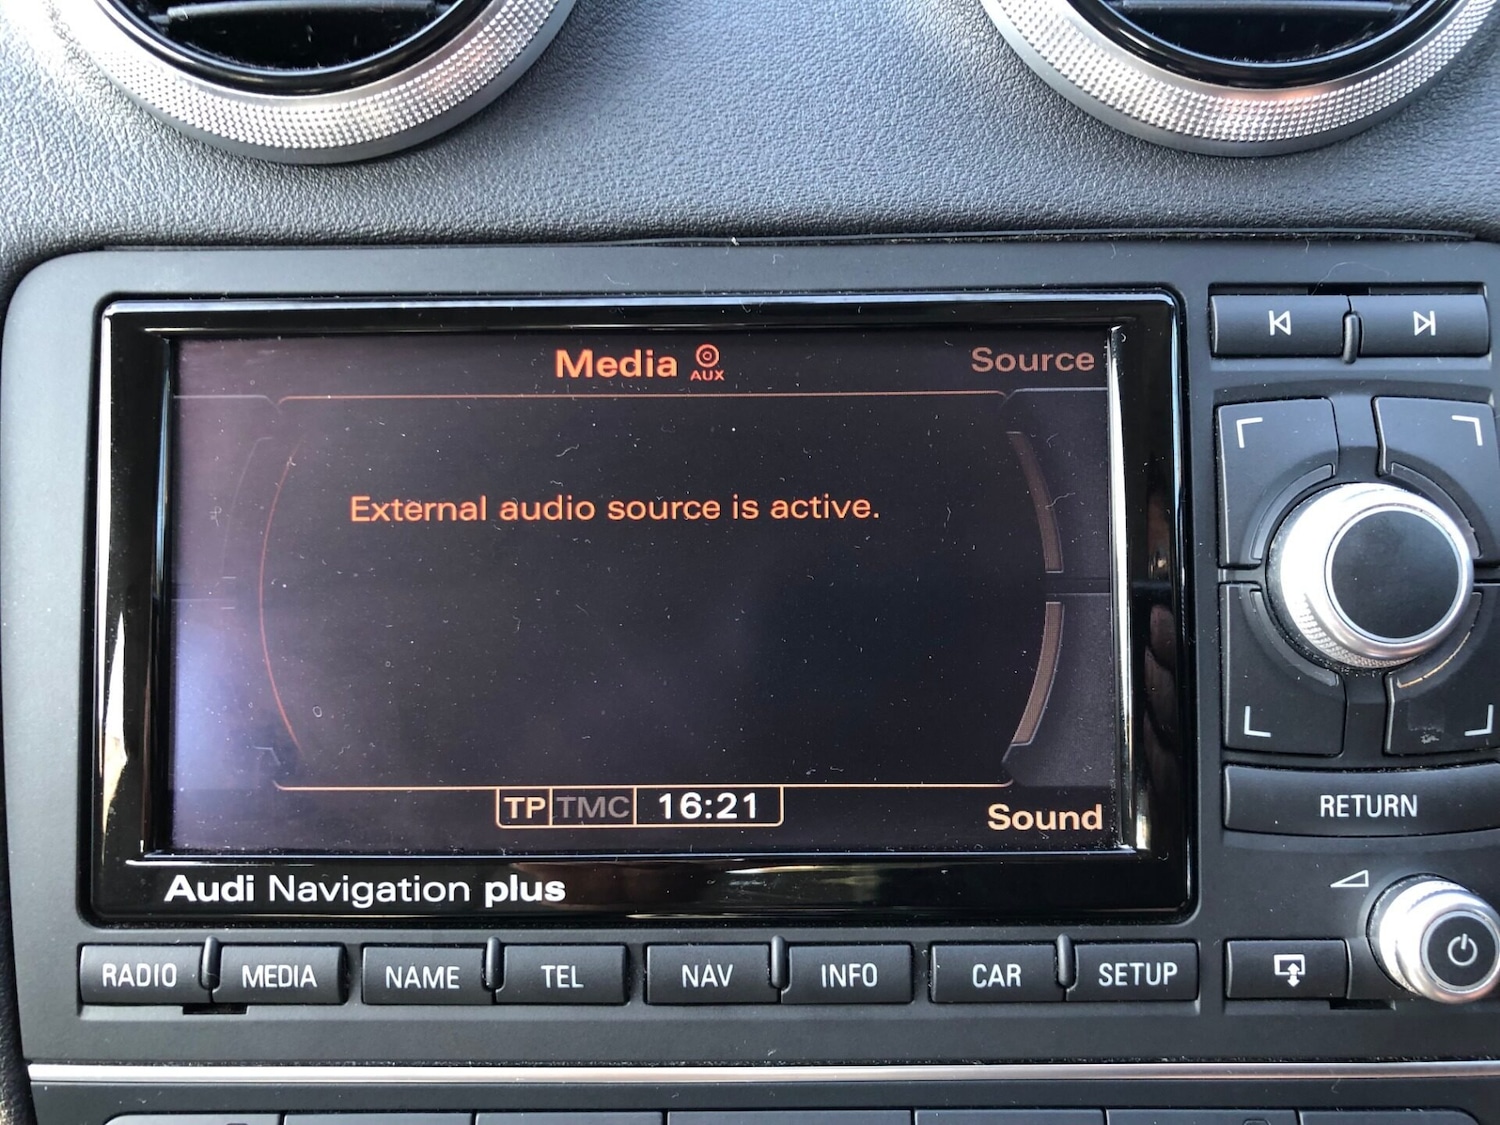 Media AUX
Source
External audio source is active.
TP TMC 16:21
Sound
Audi Navigation plus
RETURN
RADIO MEDIA NAME TEL NAV INFO CAR SETUP